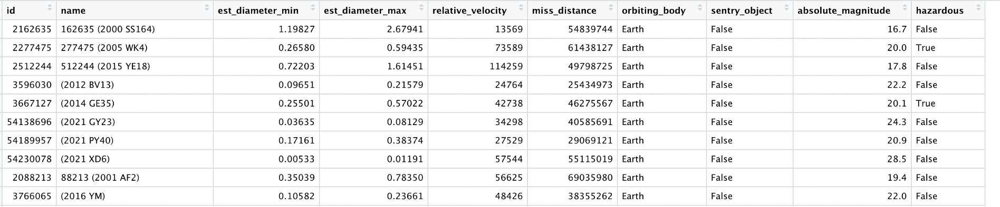 id name est_diameter_min est_diameter_max relative_velocity miss_distance orbiting_body sentry_object absolute_magnitude hazardous
2162635 162635 (2000 SS164) 1.19827 2.67941 13569 54839744 Earth False 16.7 False
2277475 277475 (2005 WK4) 0.26580 0.59435 73589 61438127 Earth False 20.0 True
2512244 512244 (2015 YE18) 0.72203 1.61451 114259 49798725 Earth False 17.8 False
3596030 (2012 BV13) 0.09651 0.21579 24764 25434973 Earth False 22.2 False
3667127 (2014 GE35) 0.25501 0.57022 42738 46275567 Earth False 20.1 True
54138696 (2021 GY23) 0.03635 0.08129 34298 40585691 Earth False 24.3 False
54189957 (2021 PY40) 0.17161 0.38374 27529 29069121 Earth False 20.9 False
54230078 (2021 XD6) 0.00533 0.01191 57544 55115019 Earth False 28.5 False
2088213 88213 (2001 AF2) 0.35039 0.78350 56625 69035980 Earth False 19.4 False
3766065 (2016 YM) 0.10582 0.23661 48426 38355262 Earth False 22.0 False